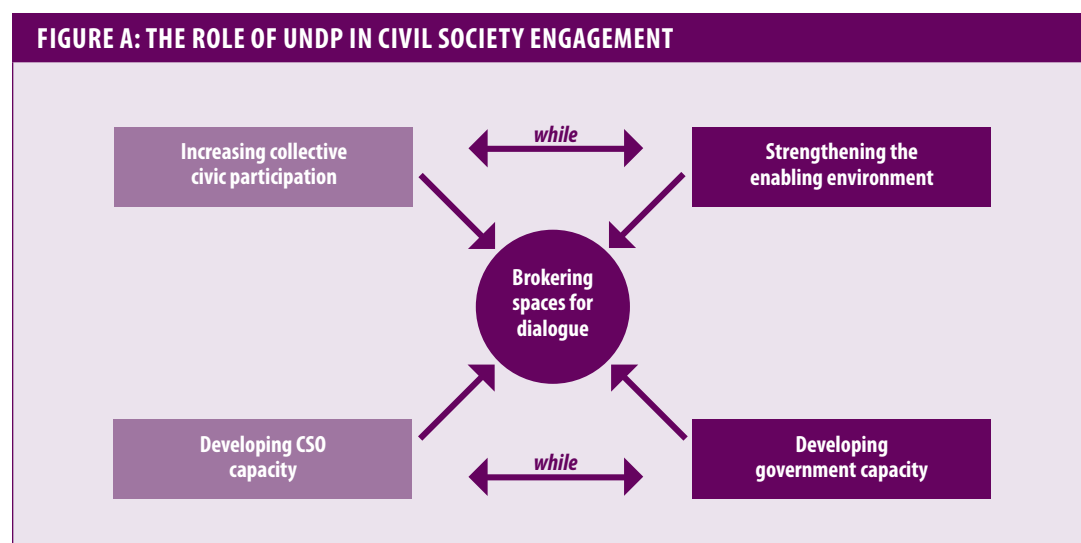 FIGURE A: THE ROLE OF UNDP IN CIVIL SOCIETY ENGAGEMENT
Increasing collective
civic participation
while
Strengthening the
enabling environment
Brokering
spaces for
dialogue
Developing CSO
capacity
while
Developing
government capacity